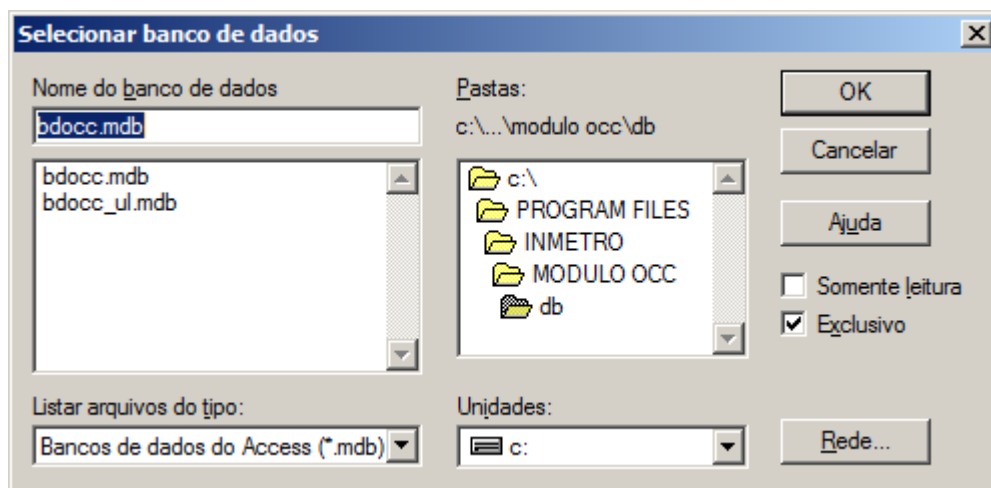 Selecionar banco de dados
Nome do banco de dados
bdocc.mdb
bdocc.mdb
bdocc_ul.mdb
Listar arquivos do tipo:
Bancos de dados do Access (*.mdb)
Pastas:
c:\...\modulo occ\db
c:\
PROGRAM FILES
INMETRO
MODULO OCC
db
Unidades:
c:
OK
Cancelar
Ajuda
Somente leitura
Exclusivo
Rede...